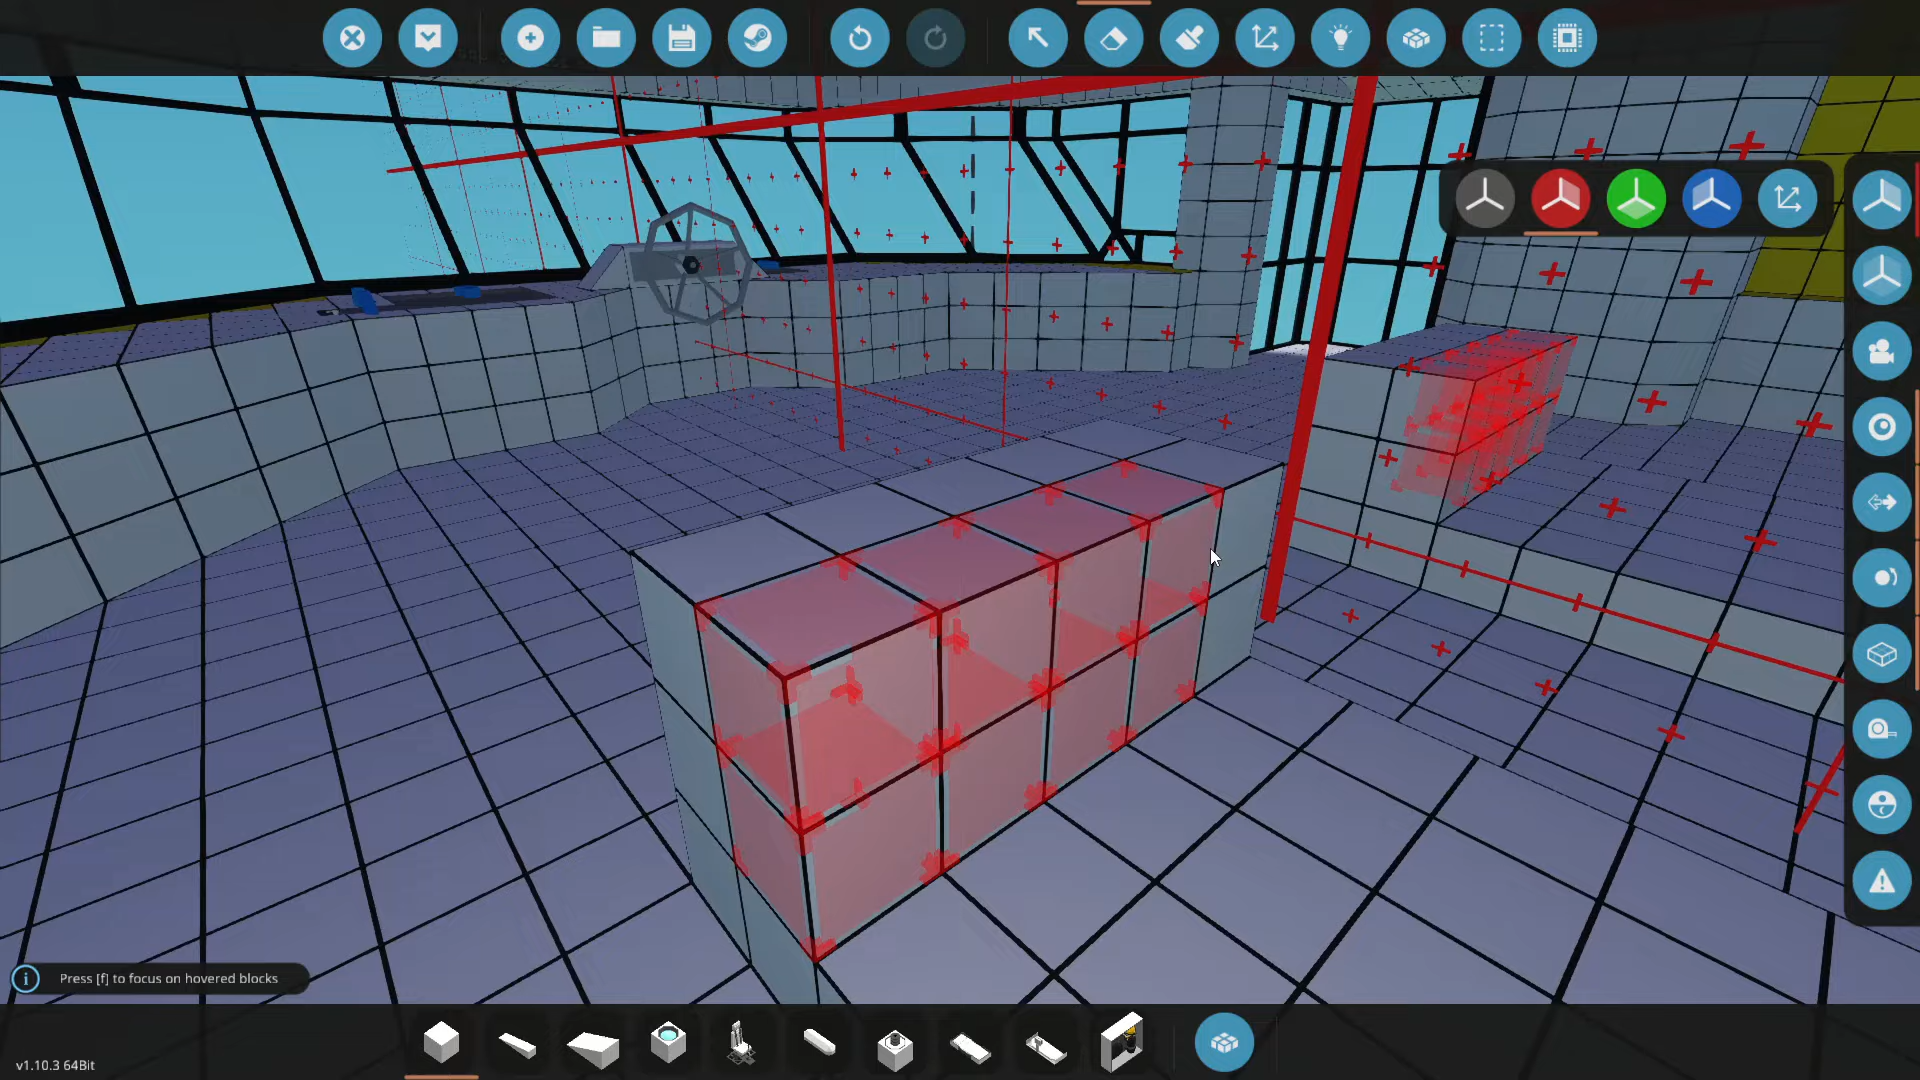 Press [f] to focus on hovered blocks
v1.10.3 64Bit